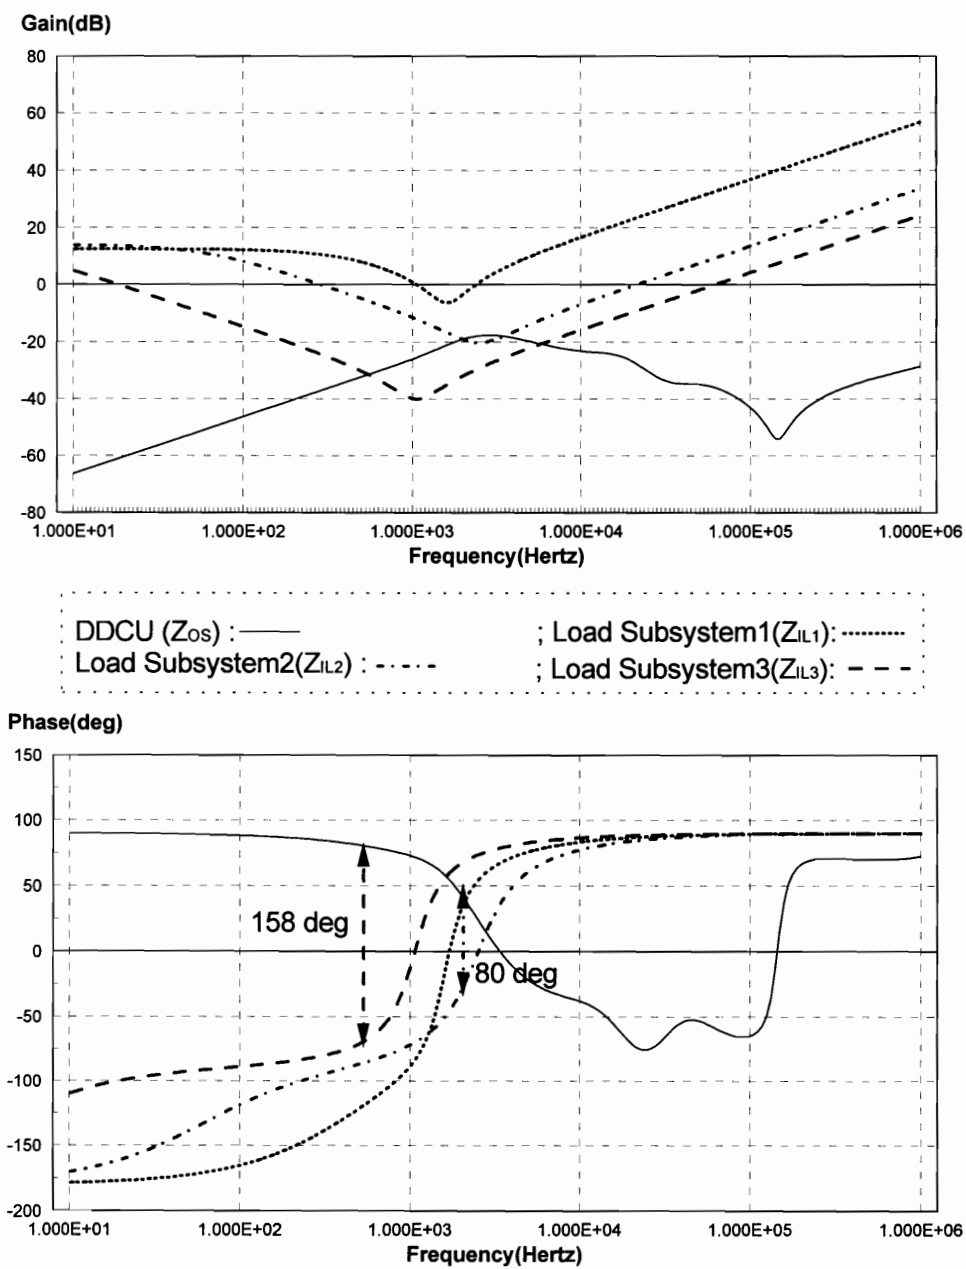 Gain(dB)
80
60
40
20
0
-20
-40
-60
-80
1.000E+01 1.000E+02 1.000E+03 1.000E+04 1.000E+05 1.000E+06
Frequency(Hertz)
DDCU (ZOS) : ; Load Subsystem1(ZIL1):
Load Subsystem2(ZIL2) : ; Load Subsystem3(ZIL3):
Phase(deg)
150
100
50
0
-50
-100
-150
-200
158 deg
80 deg
1.000E+01 1.000E+02 1.000E+03 1.000E+04 1.000E+05 1.000E+06
Frequency(Hertz)